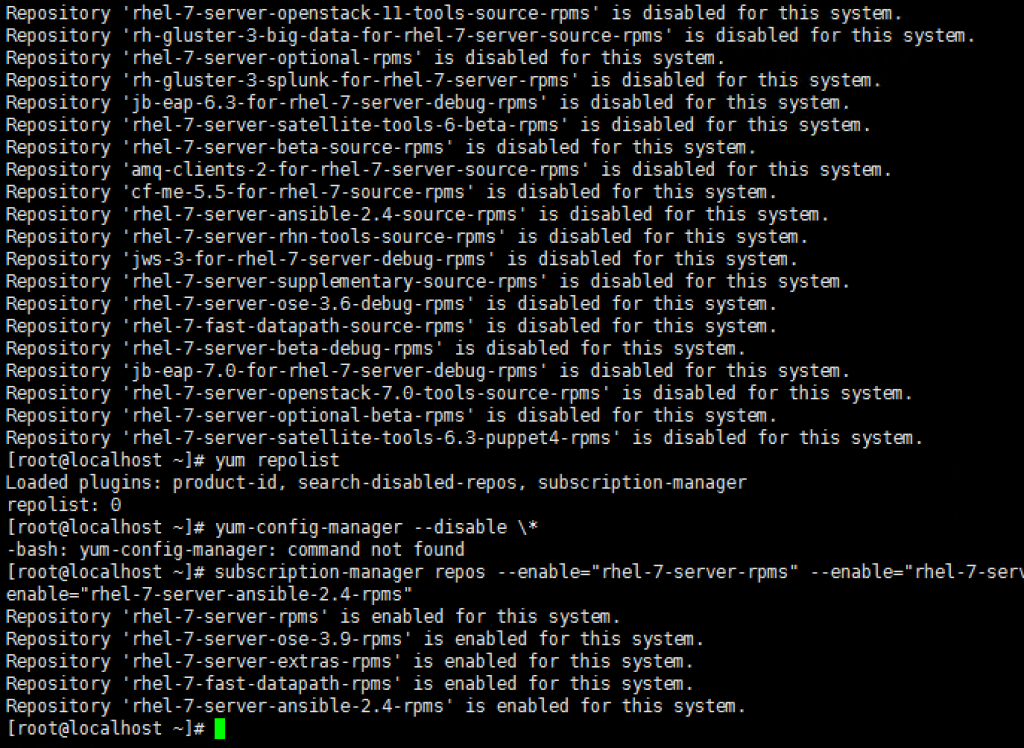 Repository 'rhel-7-server-openstack-11-tools-source-rpms' is disabled for this system.
Repository 'rh-gluster-3-big-data-for-rhel-7-server-source-rpms' is disabled for this system.
Repository 'rhel-7-server-optional-rpms' is disabled for this system.
Repository 'rh-gluster-3-splunk-for-rhel-7-server-rpms' is disabled for this system.
Repository 'jb-eap-6.3-for-rhel-7-server-debug-rpms' is disabled for this system.
Repository 'rhel-7-server-satellite-tools-6-beta-rpms' is disabled for this system.
Repository 'rhel-7-server-beta-source-rpms' is disabled for this system.
Repository 'amq-clients-2-for-rhel-7-server-source-rpms' is disabled for this system.
Repository 'cf-me-5.5-for-rhel-7-source-rpms' is disabled for this system.
Repository 'rhel-7-server-ansible-2.4-source-rpms' is disabled for this system.
Repository 'rhel-7-server-rhn-tools-source-rpms' is disabled for this system.
Repository 'jws-3-for-rhel-7-server-debug-rpms' is disabled for this system.
Repository 'rhel-7-server-supplementary-source-rpms' is disabled for this system.
Repository 'rhel-7-server-ose-3.6-debug-rpms' is disabled for this system.
Repository 'rhel-7-fast-datapath-source-rpms' is disabled for this system.
Repository 'rhel-7-server-beta-debug-rpms' is disabled for this system.
Repository 'jb-eap-7.0-for-rhel-7-server-debug-rpms' is disabled for this system.
Repository 'rhel-7-server-openstack-7.0-tools-source-rpms' is disabled for this system.
Repository 'rhel-7-server-optional-beta-rpms' is disabled for this system.
Repository 'rhel-7-server-satellite-tools-6.3-puppet4-rpms' is disabled for this system.
[root@localhost ~]# yum repolist
Loaded plugins: product-id, search-disabled-repos, subscription-manager
repolist: 0
[root@localhost ~]# yum-config-manager --disable \*
-bash: yum-config-manager: command not found
[root@localhost ~]# subscription-manager repos --enable="rhel-7-server-rpms" --enable="rhel-7-serv
enable="rhel-7-server-ansible-2.4-rpms"
Repository 'rhel-7-server-rpms' is enabled for this system.
Repository 'rhel-7-server-ose-3.9-rpms' is enabled for this system.
Repository 'rhel-7-server-extras-rpms' is enabled for this system.
Repository 'rhel-7-fast-datapath-rpms' is enabled for this system.
Repository 'rhel-7-server-ansible-2.4-rpms' is enabled for this system.
[root@localhost ~]#